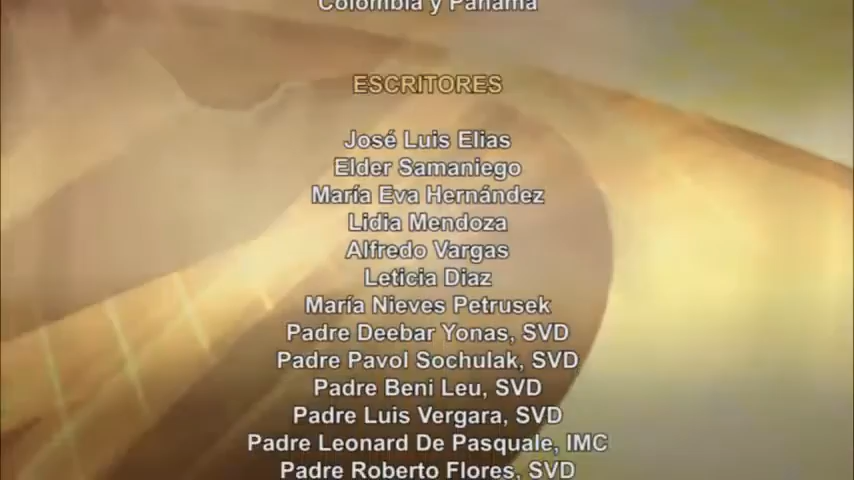 Colombia y Panamá
ESCRITORES
José Luis Elias
Elder Samaniego
María Eva Hernández
Lidia Mendoza
Alfredo Vargas
Leticia Diaz
María Nieves Petrusek
Padre Deebar Yonas, SVD
Padre Pavol Sochulak, SVD
Padre Beni Leu, SVD
Padre Luis Vergara, SVD
Padre Leonard De Pasquale, IMC
Padre Roberto Flores, SVD